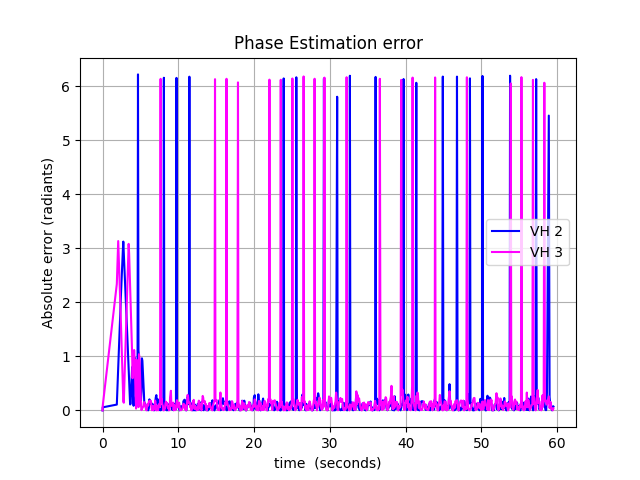 Phase Estimation error
Absolute error (radiants)
6
5
4
3
2
1
0
VH 2
VH 3
0 10 20 30 40 50 60
time (seconds)